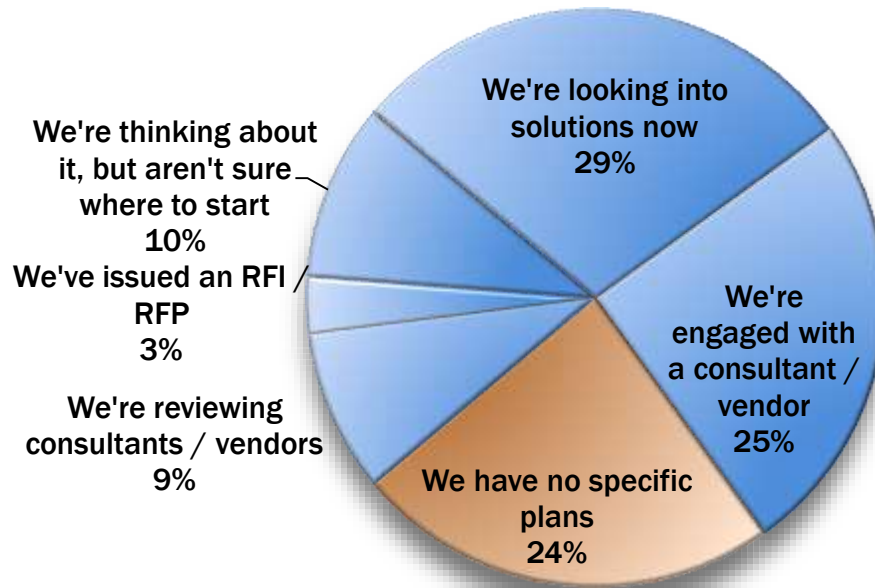 We're looking into
solutions now
29%
We're thinking about
it, but aren't sure
where to start
10%
We've issued an RFI /
RFP
3%
We're
engaged with
a consultant /
vendor
25%
We're reviewing
consultants / vendors
9%
We have no specific
plans
24%